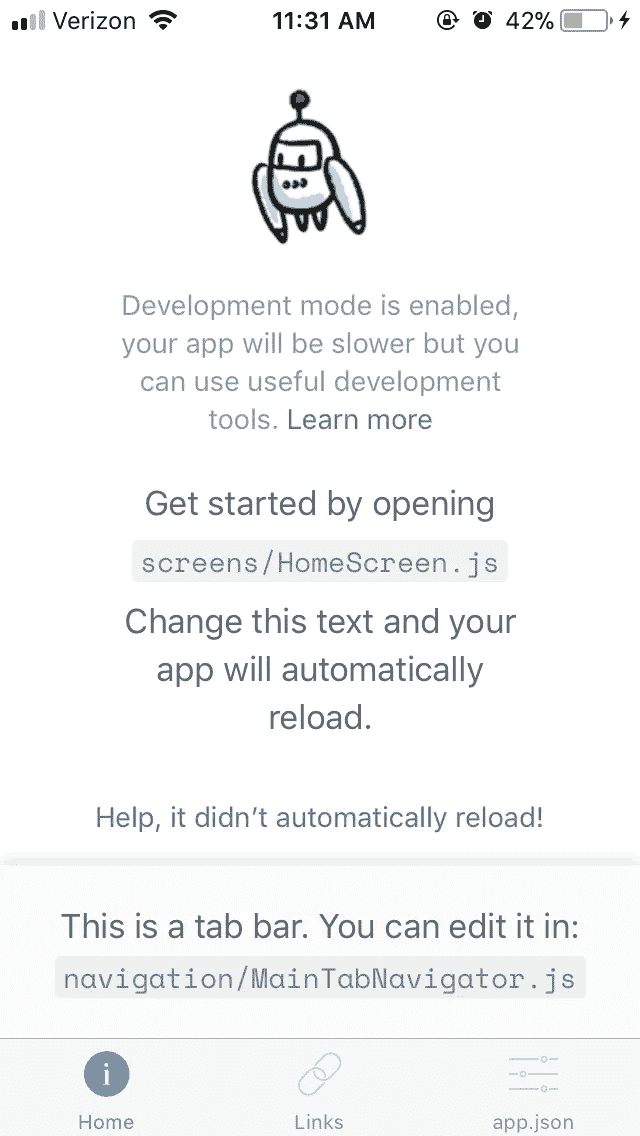 Verizon 11:31 AM 42%
Development mode is enabled,
your app will be slower but you
can use useful development
tools. Learn more
Get started by opening
screens/HomeScreen.js
Change this text and your
app will automatically
reload.
Help, it didn’t automatically reload!
This is a tab bar. You can edit it in:
navigation/MainTabNavigator.js
Home Links app.json